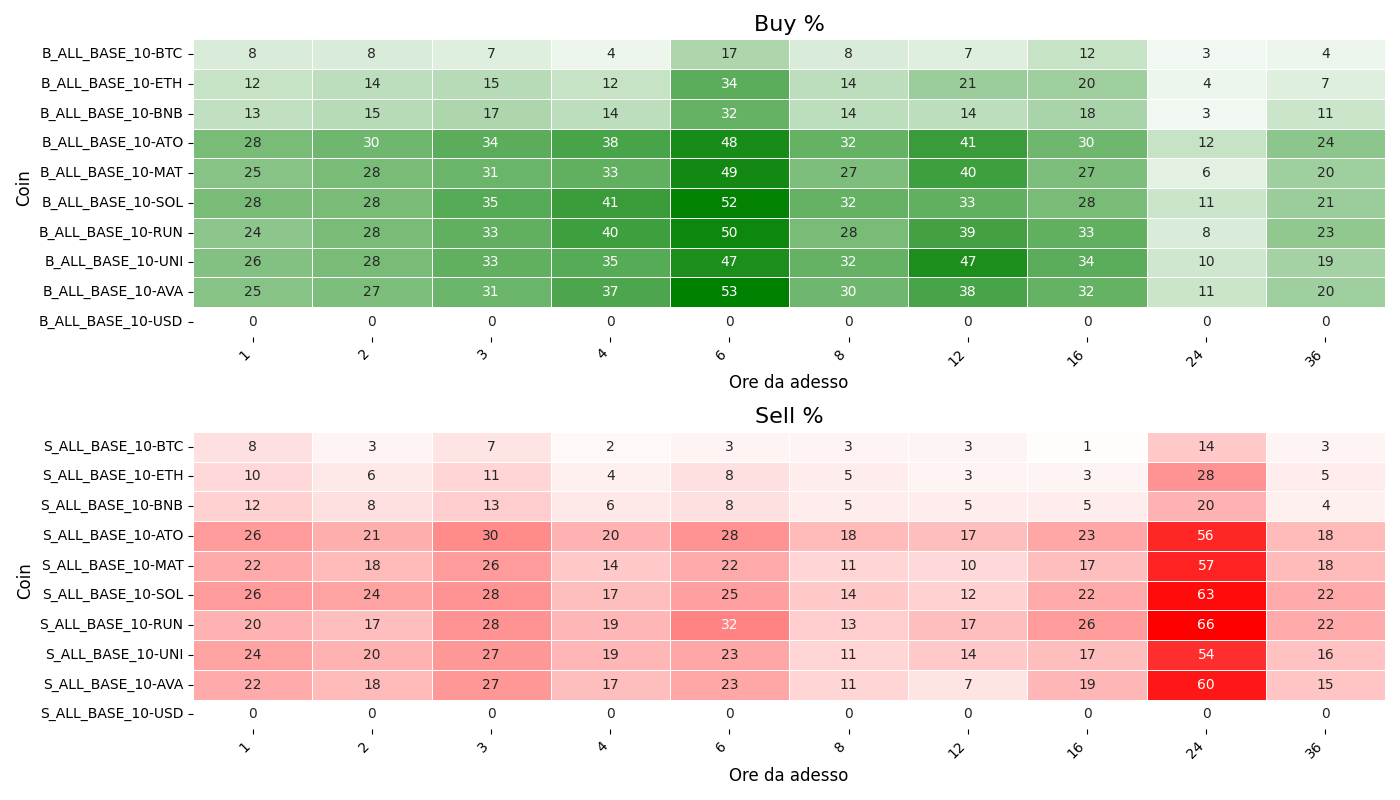 Buy %
Coin
B_ALL_BASE_10-BTC 8 8 7 4 17 8 7 12 3 4
B_ALL_BASE_10-ETH 12 14 15 12 34 14 21 20 4 7
B_ALL_BASE_10-BNB 13 15 17 14 32 14 14 18 3 11
B_ALL_BASE_10-ATO 28 30 34 38 48 32 41 30 12 24
B_ALL_BASE_10-MAT 25 28 31 33 49 27 40 27 6 20
B_ALL_BASE_10-SOL 28 28 35 41 52 32 33 28 11 21
B_ALL_BASE_10-RUN 24 28 33 40 50 28 39 33 8 23
B_ALL_BASE_10-UNI 26 28 33 35 47 32 47 34 10 19
B_ALL_BASE_10-AVA 25 27 31 37 53 30 38 32 11 20
B_ALL_BASE_10-USD 0 0 0 0 0 0 0 0 0 0
1 2 3 4 6 8 12 16 24 36
Ore da adesso
Sell %
Coin
S_ALL_BASE_10-BTC 8 3 7 2 3 3 3 1 14 3
S_ALL_BASE_10-ETH 10 6 11 4 8 5 3 3 28 5
S_ALL_BASE_10-BNB 12 8 13 6 8 5 5 5 20 4
S_ALL_BASE_10-ATO 26 21 30 20 28 18 17 23 56 18
S_ALL_BASE_10-MAT 22 18 26 14 22 11 10 17 57 18
S_ALL_BASE_10-SOL 26 24 28 17 25 14 12 22 63 22
S_ALL_BASE_10-RUN 20 17 28 19 32 13 17 26 66 22
S_ALL_BASE_10-UNI 24 20 27 19 23 11 14 17 54 16
S_ALL_BASE_10-AVA 22 18 27 17 23 11 7 19 60 15
S_ALL_BASE_10-USD 0 0 0 0 0 0 0 0 0 0
1 2 3 4 6 8 12 16 24 36
Ore da adesso